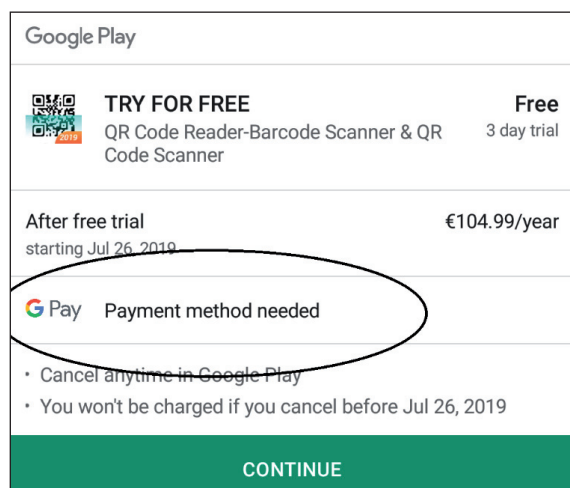 Google Play
TRY FOR FREE
Free
QR Code Reader-Barcode Scanner & QR
3 day trial
Code Scanner
2019
After free trial
€104.99/year
starting Jul 26, 2019
G Pay
Payment method needed
• Cancel anytime in Google Play
• You won't be charged if you cancel before Jul 26, 2019
CONTINUE